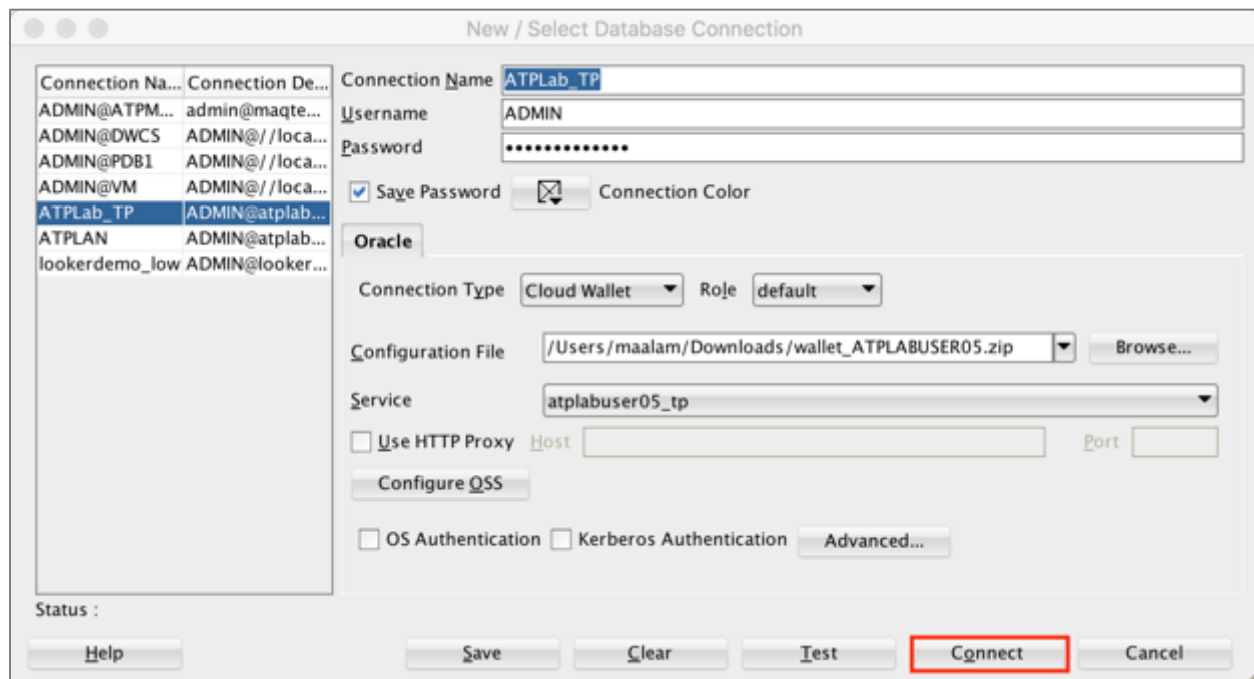 New / Select Database Connection
Connection Na... Connection De...
ADMIN@ATPM... admin@maqte...
ADMIN@DWCS ADMIN@//loca...
ADMIN@PDB1 ADMIN@//loca...
ADMIN@VM ADMIN@//loca...
ATPLab_TP ADMIN@atplab...
ATPLAN ADMIN@atplab...
lookerdemo_low ADMIN@looker...
Connection Name ATPLab_TP
Username ADMIN
Password •••••••••••••
Save Password Connection Color
Oracle
Connection Type Cloud Wallet Role default
Configuration File /Users/maalam/Downloads/wallet_ATPLABUSER05.zip Browse...
Service atplabuser05_tp
Use HTTP Proxy Host Port
Configure OSS
OS Authentication Kerberos Authentication Advanced...
Status :
Help Save Clear Test Connect Cancel